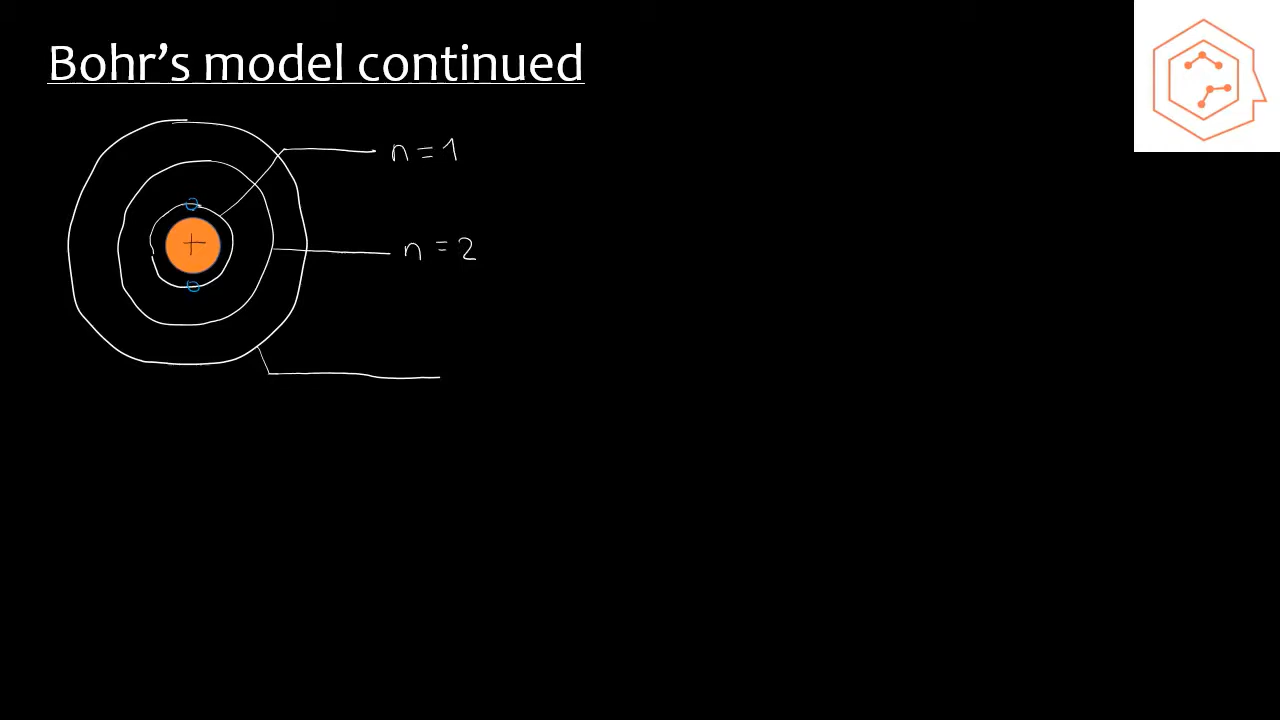 Bohr’s model continued
n = 1
+
n = 2